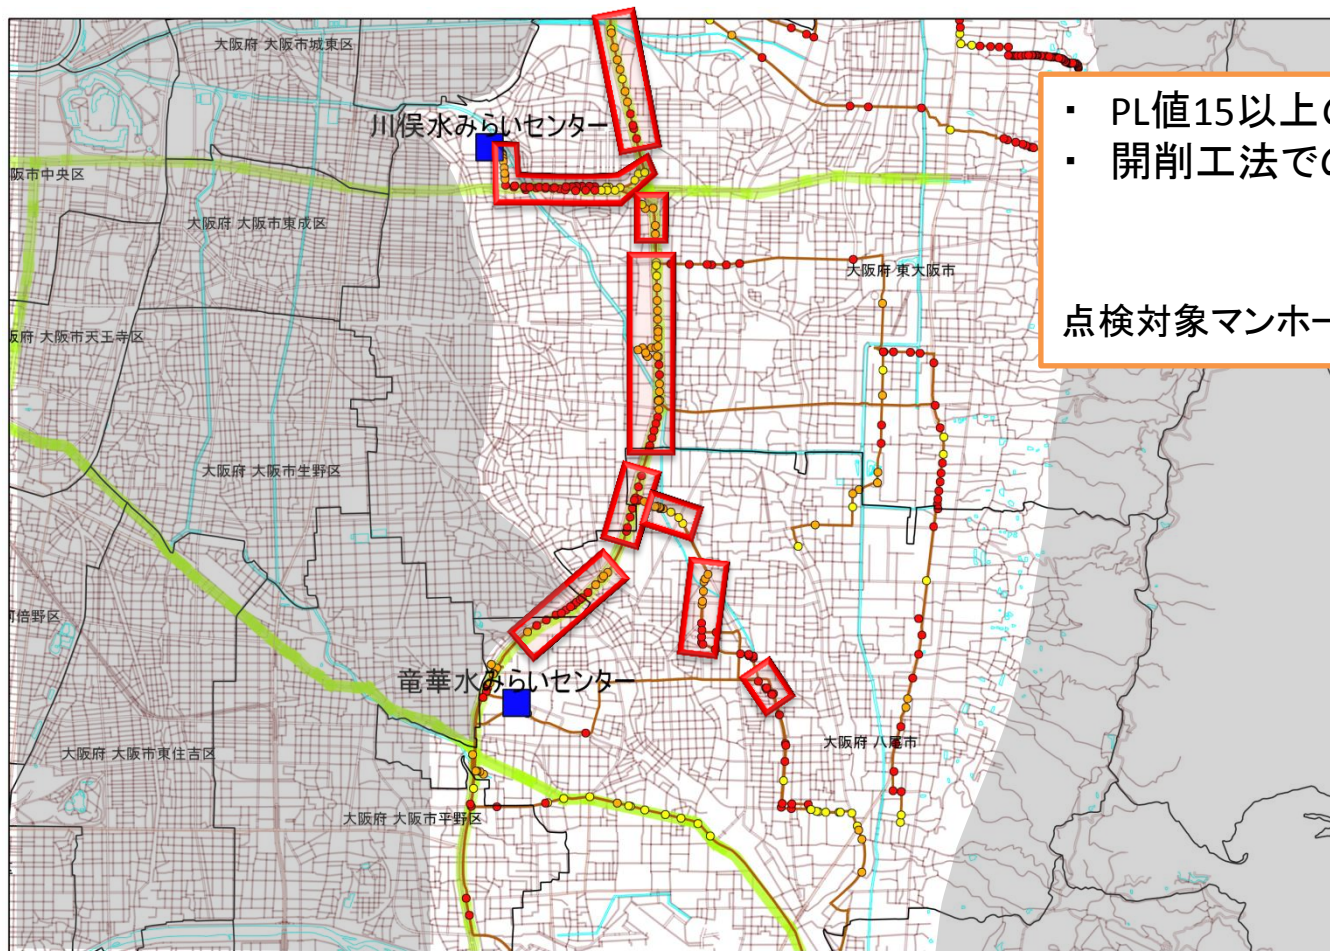 大阪府 大阪市城東区
川俣水みらいセンター
阪市中央区
大阪府 大阪市東成区
・ PL値15以上の
・ 開削工法での
点検対象マンホー
大阪府 東大阪市
阪府 大阪市天王寺区
大阪府 大阪市生野区
阿倍野区
竜華水みらいセンター
大阪府 大阪市東住吉区
大阪府 八尾市
大阪府 大阪市平野区